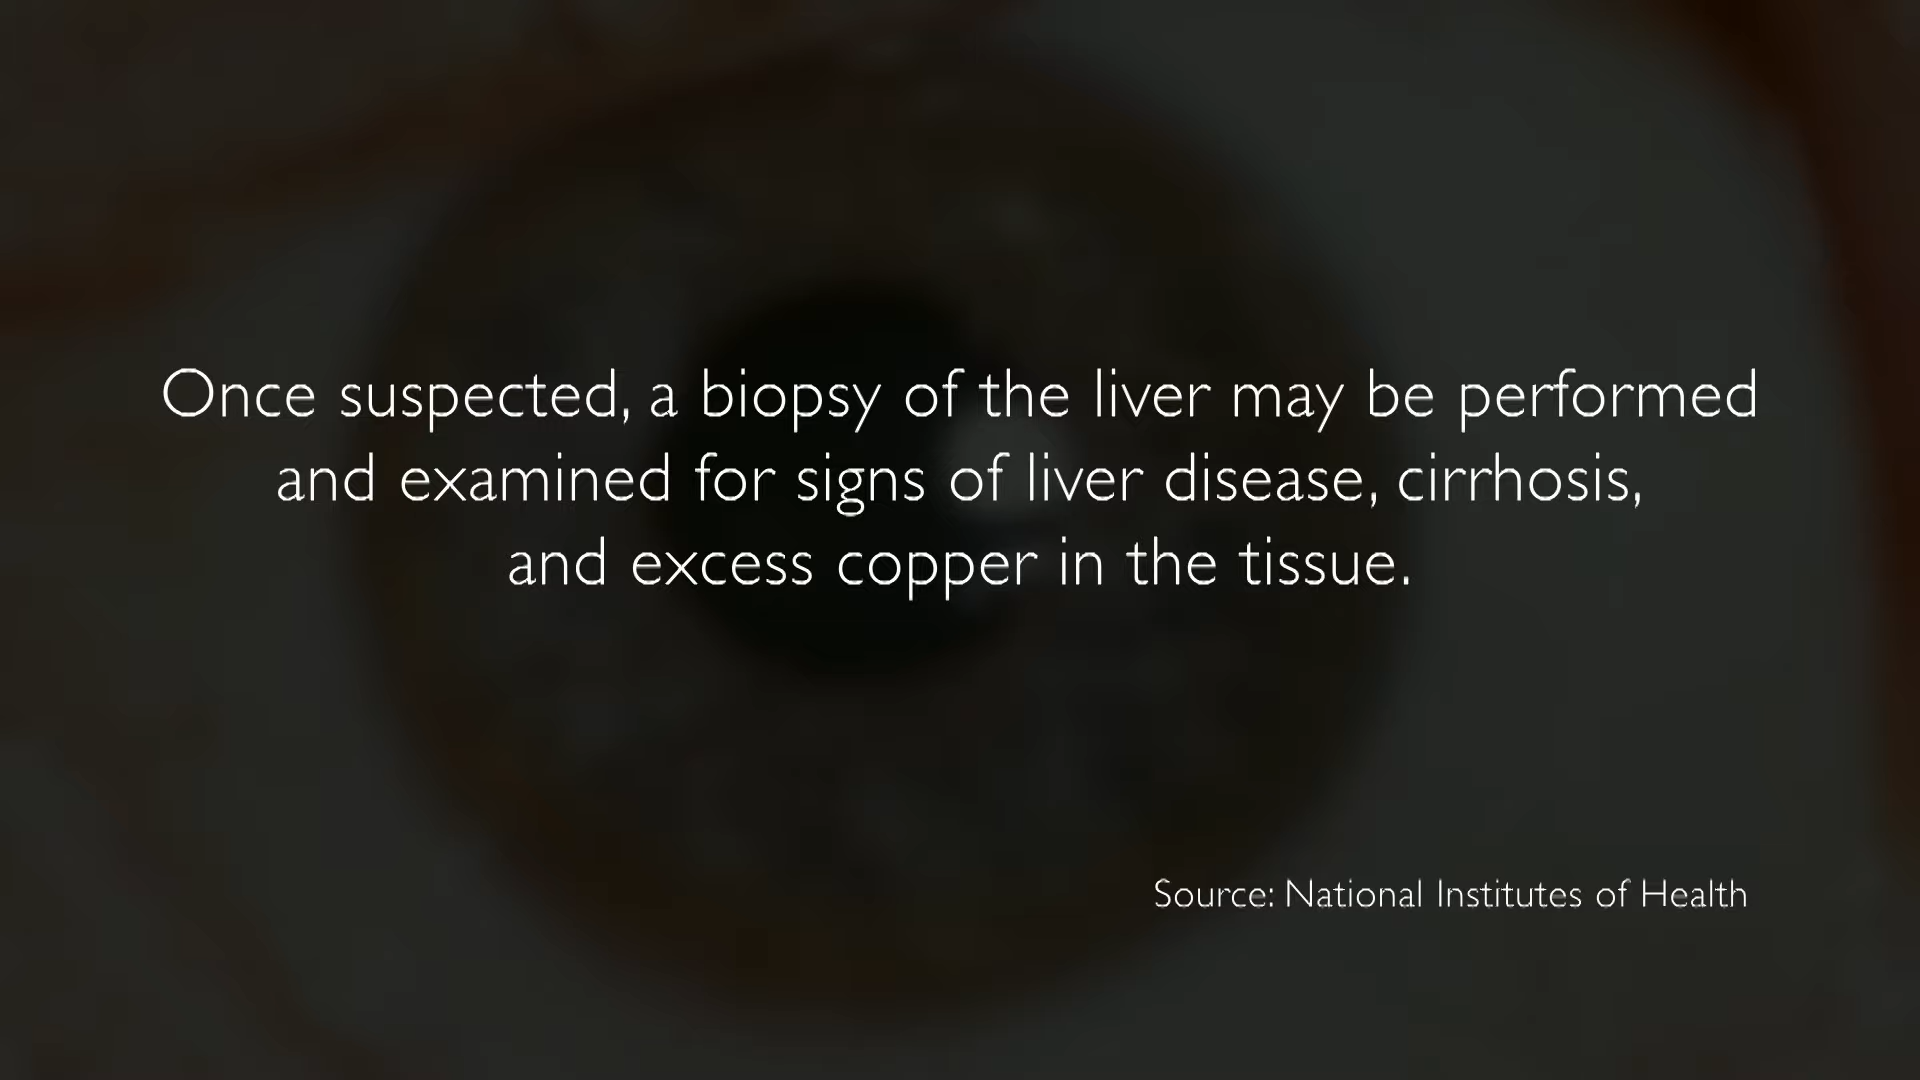 Once suspected, a biopsy of the liver may be performed
and examined for signs of liver disease, cirrhosis,
and excess copper in the tissue.
Source: National Institutes of Health